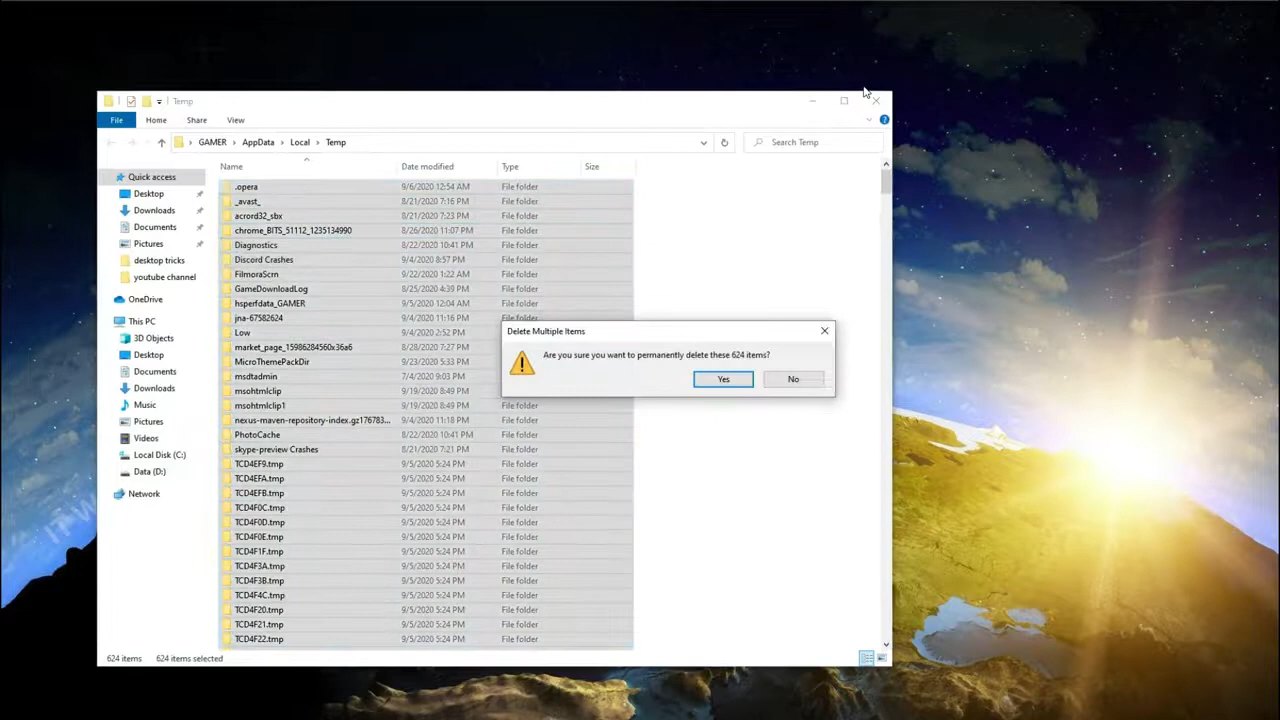 Temp
File Home Share View
GAMER AppData Local Temp
Search Temp
Quick access
Desktop
Downloads
Documents
Pictures
desktop tricks
youtube channel
OneDrive
This PC
3D Objects
Desktop
Documents
Downloads
Music
Pictures
Videos
Local Disk (C:)
Data (D:)
Network
Name Date modified Type Size
.opera 9/6/2020 12:54 AM File folder
_avast_ 8/21/2020 7:16 PM File folder
acrord32_sbx 8/21/2020 7:23 PM File folder
chrome_BITS_51112_1235134990 8/26/2020 11:07 PM File folder
Diagnostics 8/22/2020 10:41 PM File folder
Discord Crashes 9/4/2020 8:57 PM File folder
FilmoraScrn 9/22/2020 1:22 AM File folder
GameDownloadLog 8/25/2020 4:39 PM File folder
hsperfdata_GAMER 9/5/2020 12:04 AM File folder
jna-67582624 9/4/2020 11:16 PM File folder
Low 9/4/2020 2:52 PM File folder
market_page_15986284560x36a6 8/28/2020 7:27 PM File folder
MicroThemePackDir 9/23/2020 5:33 PM File folder
msdtadmin 7/4/2020 9:03 PM File folder
msohtmlclip 9/19/2020 8:49 PM File folder
msohtmlclip1 9/19/2020 8:49 PM File folder
nexus-maven-repository-index.gz176783... 9/4/2020 11:18 PM File folder
PhotoCache 8/22/2020 10:41 PM File folder
skype-preview Crashes 8/21/2020 7:21 PM File folder
TCD4EF9.tmp 9/5/2020 5:24 PM File folder
TCD4EFA.tmp 9/5/2020 5:24 PM File folder
TCD4EFB.tmp 9/5/2020 5:24 PM File folder
TCD4F0C.tmp 9/5/2020 5:24 PM File folder
TCD4F0D.tmp 9/5/2020 5:24 PM File folder
TCD4F0E.tmp 9/5/2020 5:24 PM File folder
TCD4F1F.tmp 9/5/2020 5:24 PM File folder
TCD4F3A.tmp 9/5/2020 5:24 PM File folder
TCD4F3B.tmp 9/5/2020 5:24 PM File folder
TCD4F4C.tmp 9/5/2020 5:24 PM File folder
TCD4F20.tmp 9/5/2020 5:24 PM File folder
TCD4F21.tmp 9/5/2020 5:24 PM File folder
TCD4F22.tmp 9/5/2020 5:24 PM File folder
Delete Multiple Items
Are you sure you want to permanently delete these 624 items?
Yes No
624 items 624 items selected